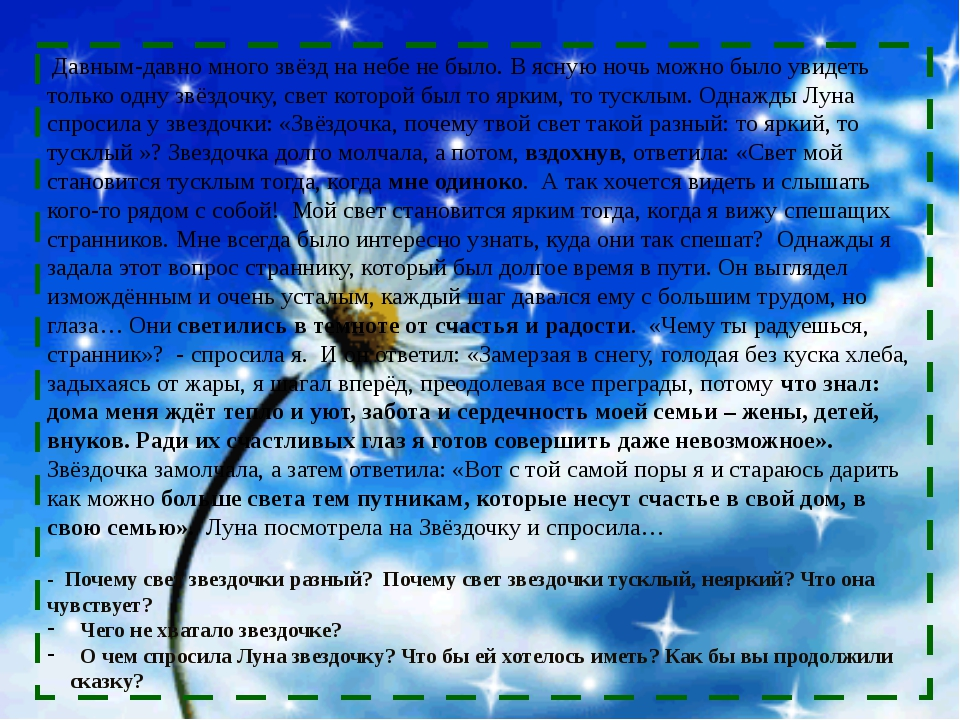 Давным-давно много звёзд на небе не было. В ясную ночь можно было увидеть
только одну звёздочку, свет которой был то ярким, то тусклым. Однажды Луна
спросила у звездочки: «Звёздочка, почему твой свет такой разный: то яркий, то
тусклый »? Звездочка долго молчала, а потом, вздохнув, ответила: «Свет мой
становится тусклым тогда, когда мне одиноко. А так хочется видеть и слышать
кого-то рядом с собой! Мой свет становится ярким тогда, когда я вижу спешащих
странников. Мне всегда было интересно узнать, куда они так спешат? Однажды я
задала этот вопрос страннику, который был долгое время в пути. Он выглядел
измождённым и очень усталым, каждый шаг давался ему с большим трудом, но
глаза… Они светились в темноте от счастья и радости. «Чему ты радуешься,
странник»? - спросила я. И он ответил: «Замерзая в снегу, голодая без куска хлеба,
задыхаясь от жары, я шагал вперёд, преодолевая все преграды, потому что знал:
дома меня ждёт тепло и уют, забота и сердечность моей семьи – жены, детей,
внуков. Ради их счастливых глаз я готов совершить даже невозможное».
Звёздочка замолчала, а затем ответила: «Вот с той самой поры я и стараюсь дарить
как можно больше света тем путникам, которые несут счастье в свой дом, в
свою семью». Луна посмотрела на Звёздочку и спросила…
- Почему свет звездочки разный? Почему свет звездочки тусклый, неяркий? Что она
чувствует?
- Чего не хватало звездочке?
- О чем спросила Луна звездочку? Что бы ей хотелось иметь? Как бы вы продолжили
сказку?